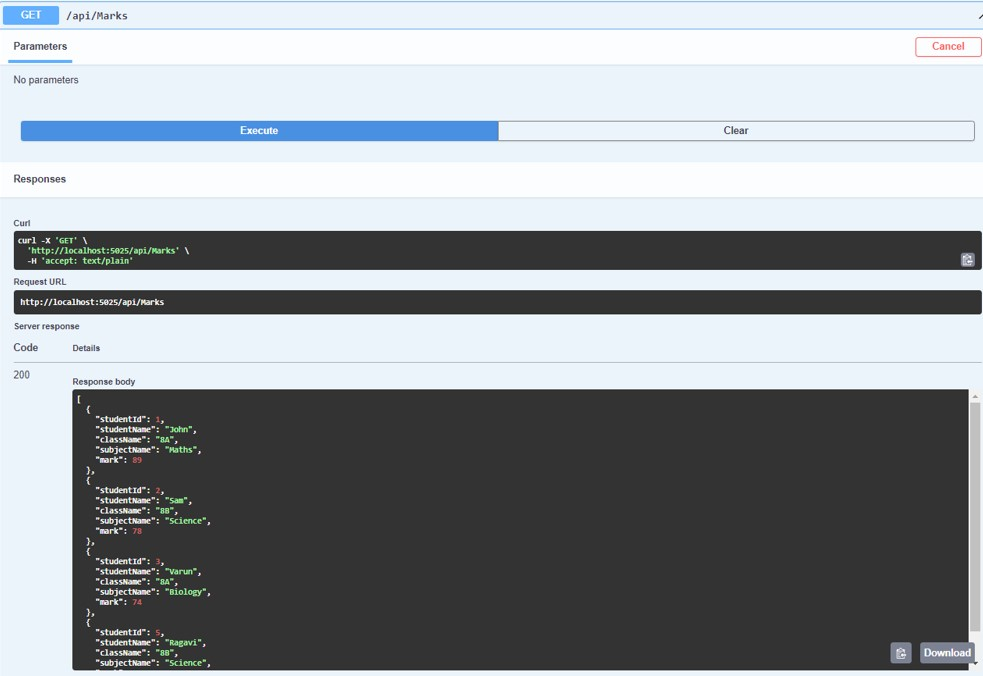 GET /api/Marks
Parameters
Cancel
No parameters
Execute
Clear
Responses
Curl
curl -X 'GET' \
'http://localhost:5025/api/Marks' \
-H 'accept: text/plain'
Request URL
http://localhost:5025/api/Marks
Server response
Code Details
200
Response body
[
{
"studentId": 1,
"studentName": "John",
"className": "8A",
"subjectName": "Maths",
"mark": 89
},
{
"studentId": 2,
"studentName": "Sam",
"className": "8B",
"subjectName": "Science",
"mark": 78
},
{
"studentId": 3,
"studentName": "Varun",
"className": "8A",
"subjectName": "Biology",
"mark": 74
},
{
"studentId": 5,
"studentName": "Ragavi",
"className": "8B",
"subjectName": "Science",
Download